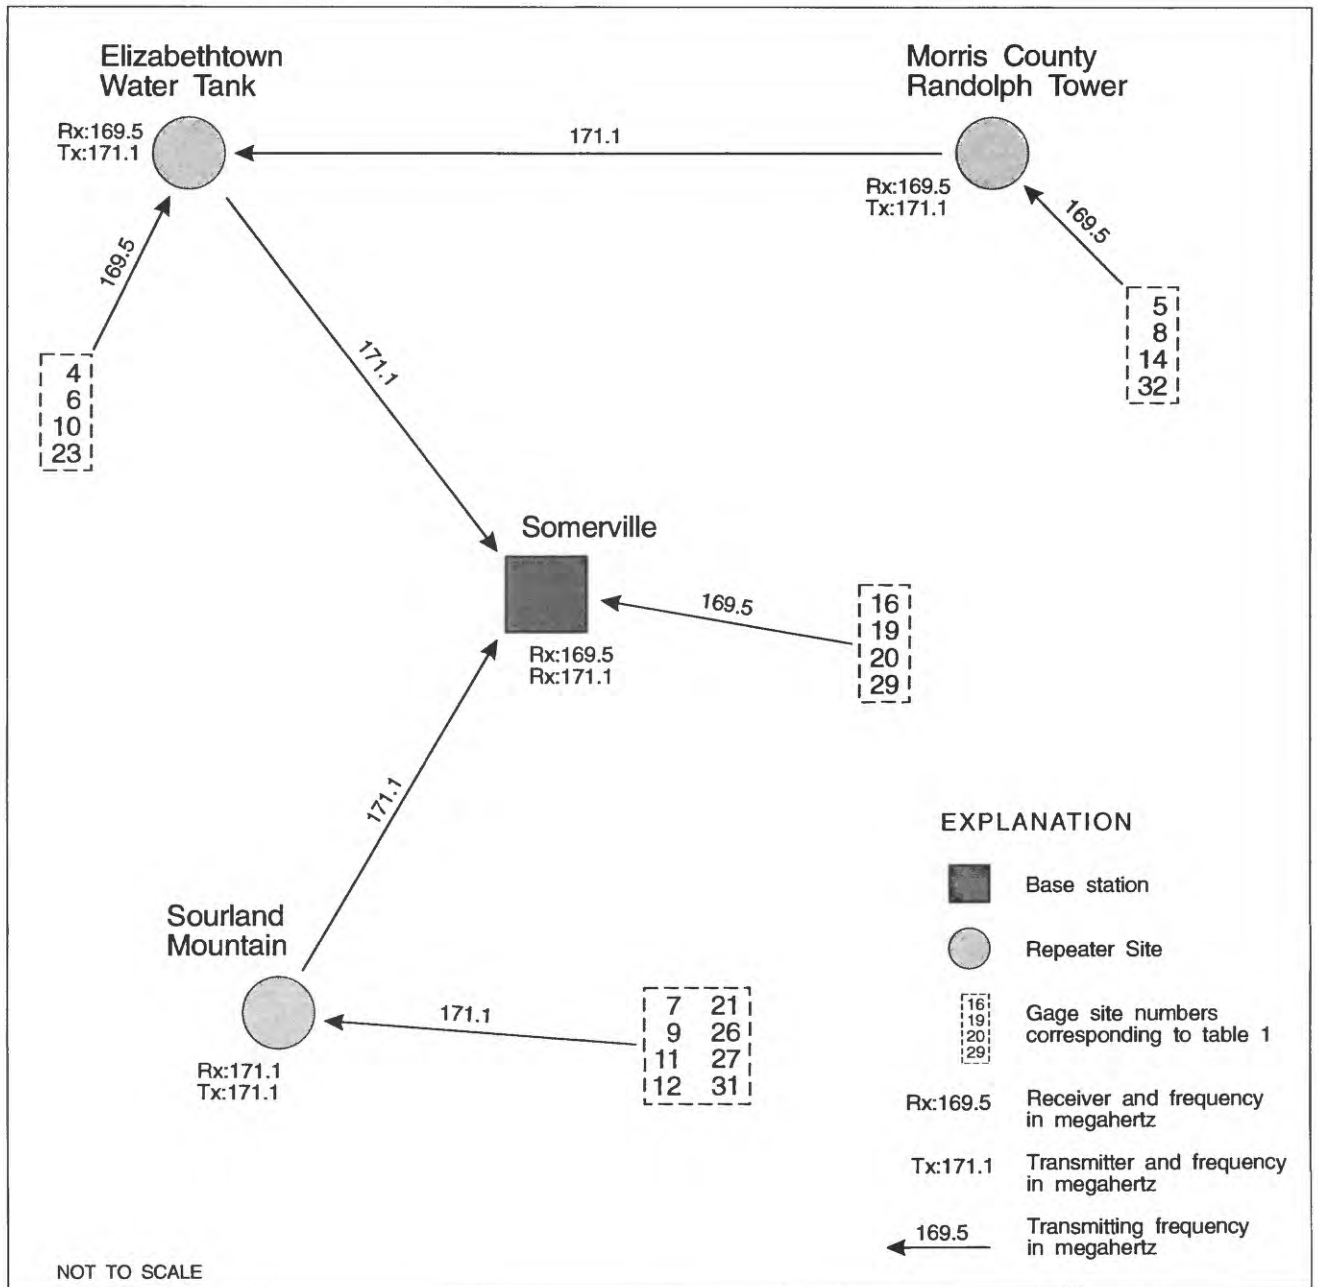 Elizabethtown
Water Tank
Rx:169.5
Tx:171.1
171.1
Morris County
Randolph Tower
Rx:169.5
Tx:171.1
169.5
5
8
14
32
169.5
4
6
10
23
171.1
Somerville
Rx:169.5
Rx:171.1
169.5
16
19
20
29
171.1
Sourland
Mountain
Rx:171.1
Tx:171.1
171.1
7 21
9 26
11 27
12 31
EXPLANATION
Base station
Repeater Site
16
19
20
29
Gage site numbers
corresponding to table 1
Rx:169.5 Receiver and frequency
in megahertz
Tx:171.1 Transmitter and frequency
in megahertz
169.5 Transmitting frequency
in megahertz
NOT TO SCALE